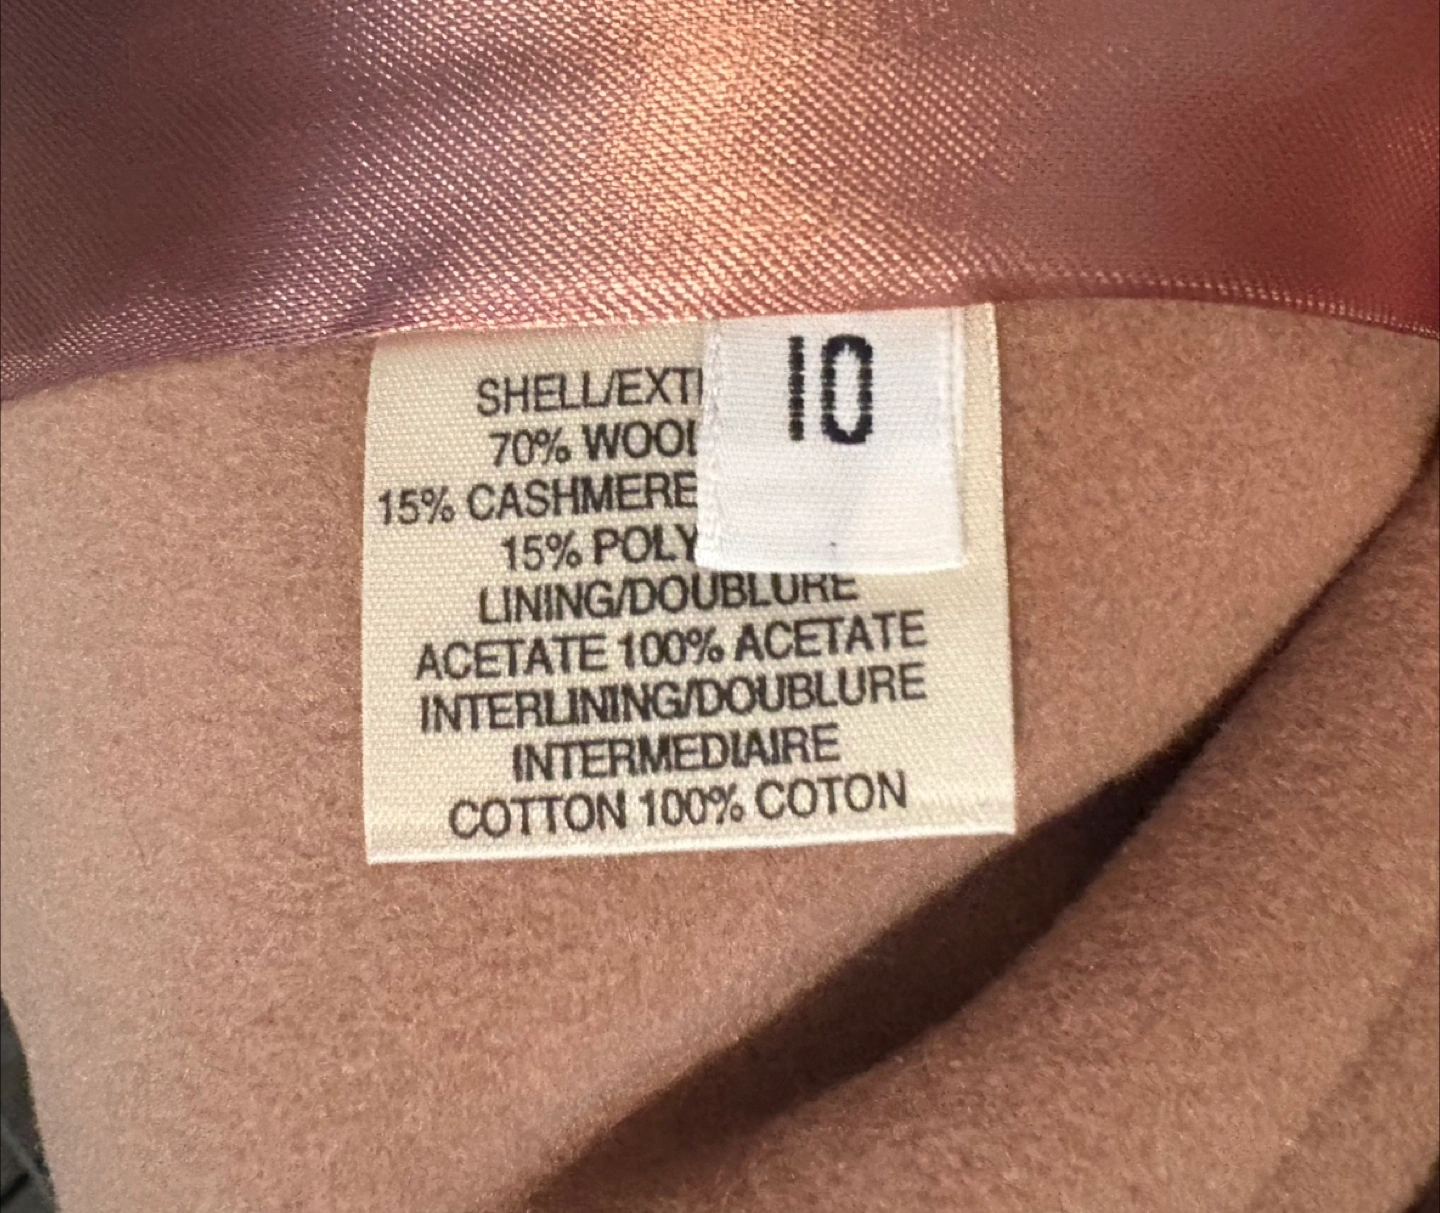 10
SHELL/EXT
70% WOOL
15% CASHMERE
15% POLY
LINING/DOUBLURE
ACETATE 100% ACETATE
INTERLINING/DOUBLURE
INTERMEDIAIRE
COTTON 100% COTON